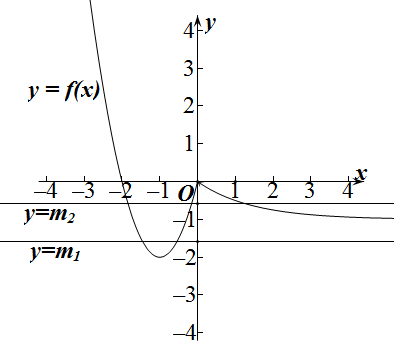 4
y
3
y = f(x)
2
1
x
–4 –3 –2 –1 O 1 2 3 4
y=m₂
–1
y=m₁
–2
–3
–4